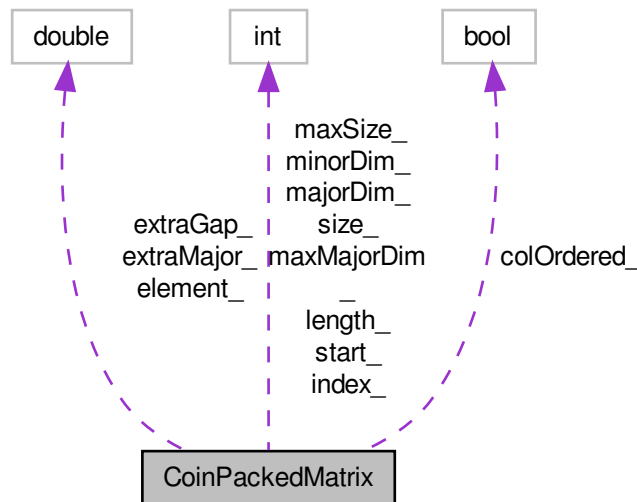 double
int
bool
maxSize_
minorDim_
majorDim_
size_
maxMajorDim
_
length_
start_
index_
extraGap_
extraMajor_
element_
colOrdered_
CoinPackedMatrix